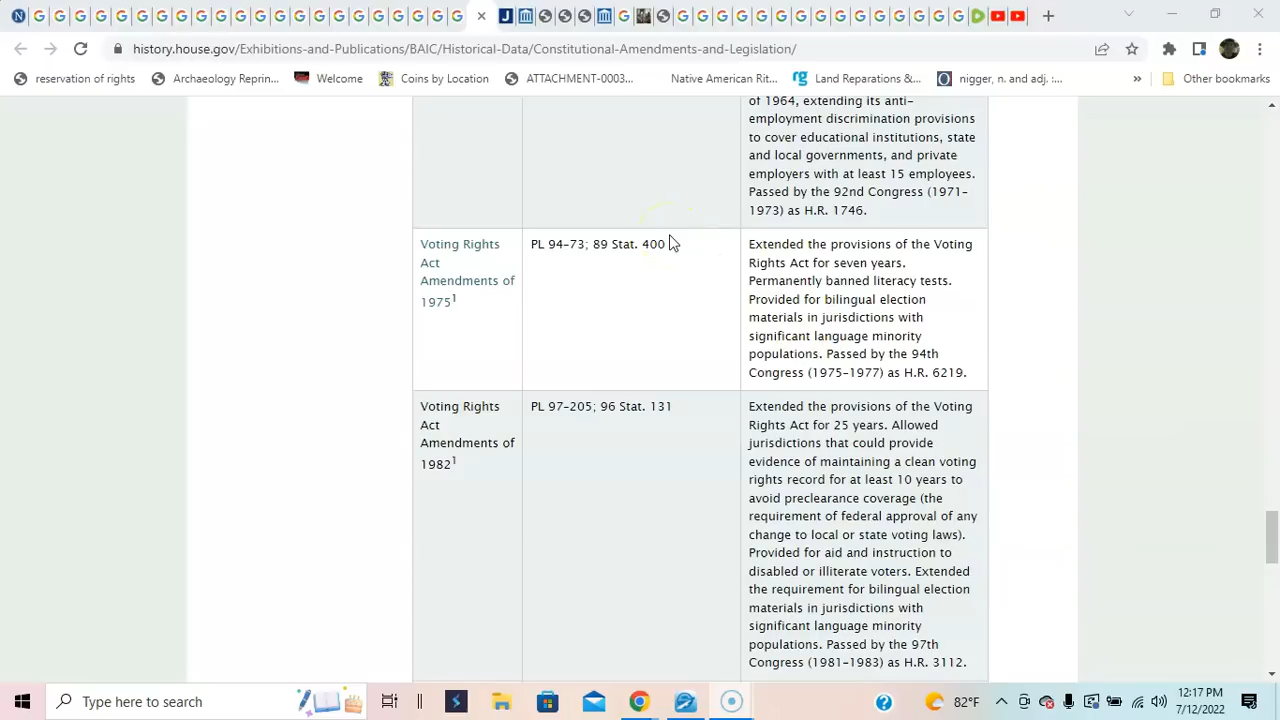 history.house.gov/Exhibitions-and-Publications/BAIC/Historical-Data/Constitutional-Amendments-and-Legislation/
reservation of rights
Archaeology Reprin...
Welcome
Coins by Location
ATTACHMENT-0003...
Native American Rit...
Land Reparations &...
nigger, n. and adj. :...
»
Other bookmarks
of 1964, extending its anti-
employment discrimination provisions
to cover educational institutions, state
and local governments, and private
employers with at least 15 employees.
Passed by the 92nd Congress (1971–
1973) as H.R. 1746.
Voting Rights
Act
Amendments of
1975¹
PL 94–73; 89 Stat. 400
Extended the provisions of the Voting
Rights Act for seven years.
Permanently banned literacy tests.
Provided for bilingual election
materials in jurisdictions with
significant language minority
populations. Passed by the 94th
Congress (1975–1977) as H.R. 6219.
Voting Rights
Act
Amendments of
1982¹
PL 97–205; 96 Stat. 131
Extended the provisions of the Voting
Rights Act for 25 years. Allowed
jurisdictions that could provide
evidence of maintaining a clean voting
rights record for at least 10 years to
avoid preclearance coverage (the
requirement of federal approval of any
change to local or state voting laws).
Provided for aid and instruction to
disabled or illiterate voters. Extended
the requirement for bilingual election
materials in jurisdictions with
significant language minority
populations. Passed by the 97th
Congress (1981–1983) as H.R. 3112.
Type here to search
82°F
12:17 PM
7/12/2022